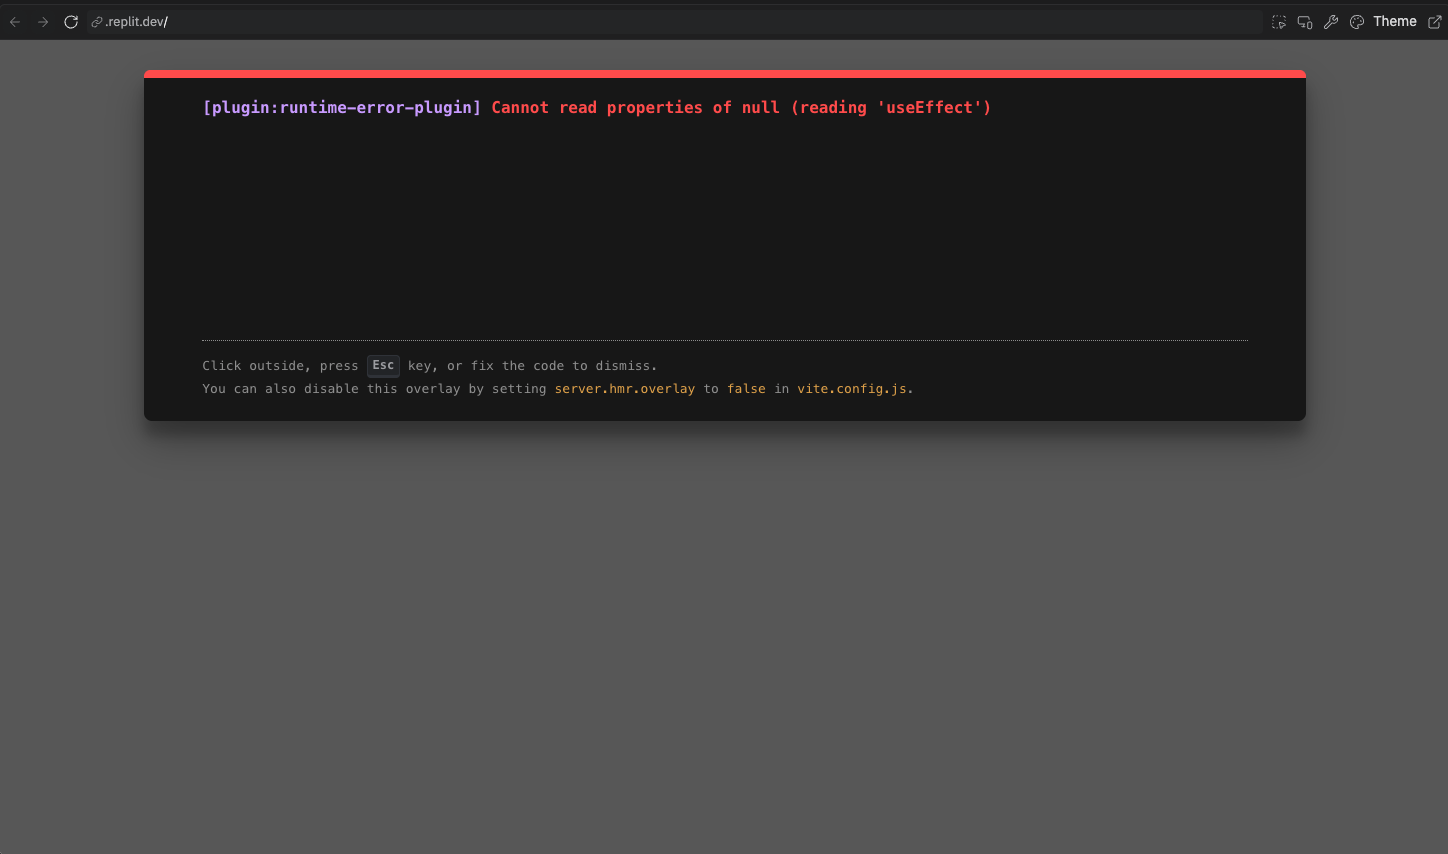 .replit.dev/
Theme
[plugin:runtime-error-plugin] Cannot read properties of null (reading 'useEffect')
Click outside, press Esc key, or fix the code to dismiss.
You can also disable this overlay by setting server.hmr.overlay to false in vite.config.js.